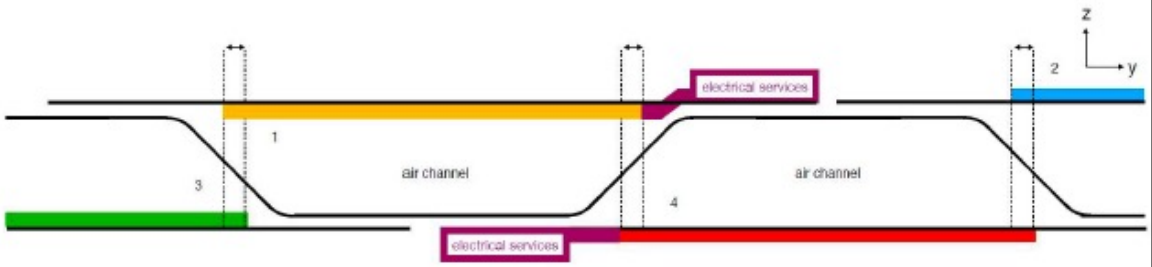 z
2
y
electrical services
1
air channel
air channel
3
4
electrical services